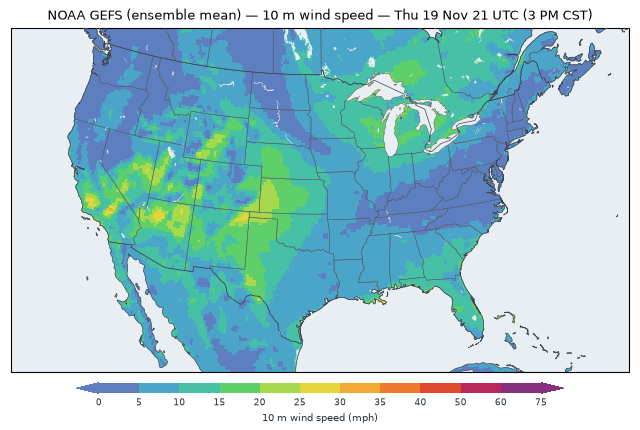 NOAA GEFS (ensemble mean) — 10 m wind speed — Thu 19 Nov 21 UTC (3 PM CST)
0 5 10 15 20 25 30 35 40 50 60 75
10 m wind speed (mph)